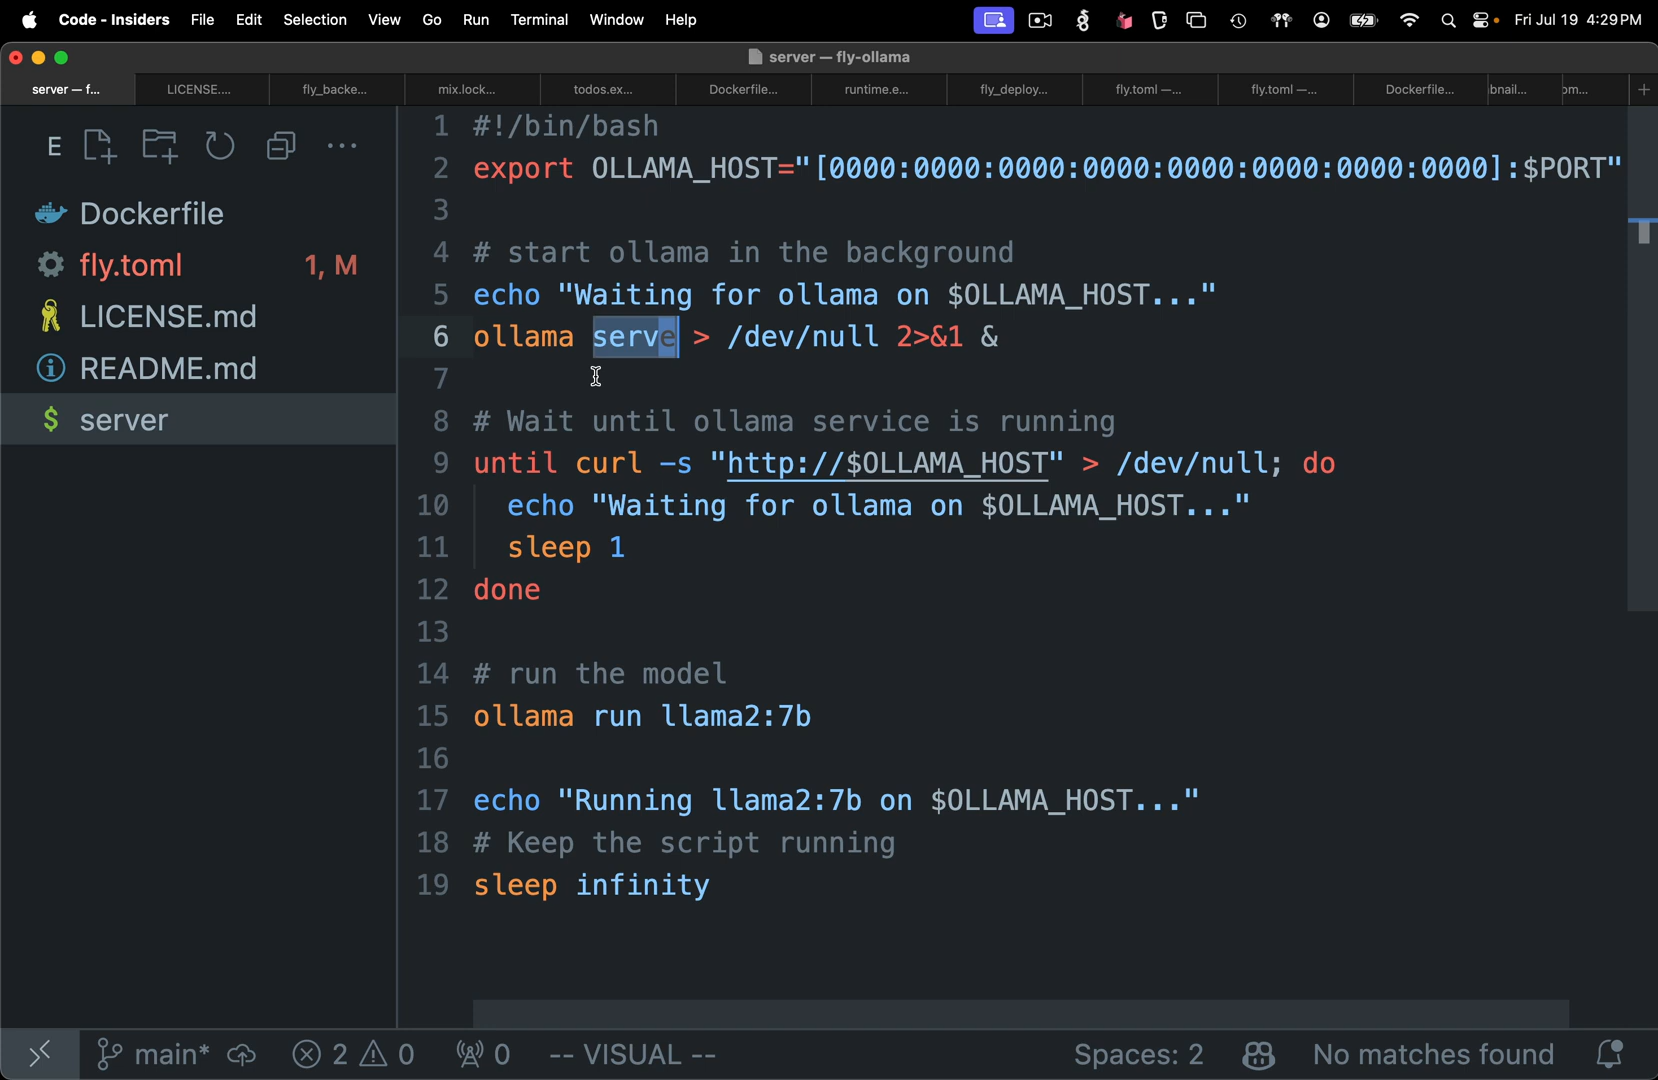 Code - Insiders File Edit Selection View Go Run Terminal Window Help Fri Jul 19 4:29 PM
server — fly-ollama
server — f... LICENSE.... fly_backe... mix.lock... todos.ex... Dockerfile... runtime.e... fly_deploy... fly.toml —... fly.toml —... Dockerfile... bnail... om... +
E
Dockerfile
fly.toml 1, M
LICENSE.md
README.md
$ server
1 #!/bin/bash
2 export OLLAMA_HOST="[0000:0000:0000:0000:0000:0000:0000:0000]:$PORT"
3
4 # start ollama in the background
5 echo "Waiting for ollama on $OLLAMA_HOST..."
6 ollama serve > /dev/null 2>&1 &
7
8 # Wait until ollama service is running
9 until curl -s "http://$OLLAMA_HOST" > /dev/null; do
10 echo "Waiting for ollama on $OLLAMA_HOST..."
11 sleep 1
12 done
13
14 # run the model
15 ollama run llama2:7b
16
17 echo "Running llama2:7b on $OLLAMA_HOST..."
18 # Keep the script running
19 sleep infinity
main* 2 0 0 -- VISUAL -- Spaces: 2 No matches found